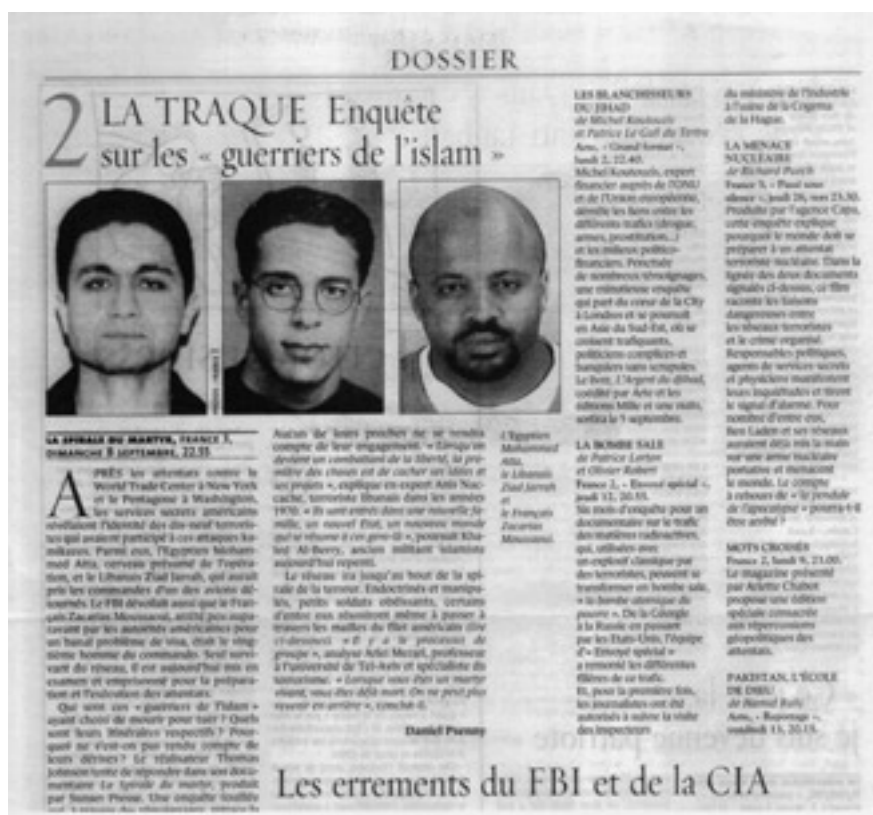 DOSSIER
2 LA TRAQUE Enquête
sur les « guerriers de l'islam »
LA SPIRALE DU MARTYR, FRANCE 3,
DIMANCHE 8 SEPTEMBRE, 22.55
APRÈS les attentats contre le
World Trade Center à New York
et le Pentagone à Washington,
les services secrets américains
révélaient l'identité des dix-neuf terroris-
tes qui avaient participé à ces attaques ka-
mikazes. Parmi eux, l'Egyptien Moham-
med Atta, cerveau présumé de l'opéra-
tion, et le Libanais Ziad Jarrah, qui aurait
pris les commandes d'un des avions dé-
tournés. Le FBI dévoilait aussi que le Fran-
çais Zacarias Moussaoui, arrêté peu aupa-
ravant par les autorités américaines pour
un banal problème de visa, était le ving-
tième homme du commando. Seul survi-
vant du réseau, il est aujourd'hui mis en
examen et emprisonné pour la prépara-
tion et l'exécution des attentats.
Qui sont ces « guerriers de l'islam »
ayant choisi de mourir pour tuer ? Quels
sont leurs itinéraires respectifs ? Pour-
quoi ne s'est-on pas rendu compte de
leurs dérives ? Le réalisateur Thomas
Johnson tente de répondre dans son docu-
mentaire La Spirale du martyr, produit
par Sunset Presse. Une enquête fouillée
Aucun de leurs proches ne se rendra
compte de leur engagement. « Lorsqu'on
devient un combattant de la liberté, la pre-
mière des choses est de cacher ses idées et
ses projets », explique en expert Anis Nac-
cache, terroriste libanais dans les années
1970. « Ils sont entrés dans une nouvelle fa-
mille, un nouvel Etat, un nouveau monde
qui se résume à ces gens-là », poursuit Kha-
led Al-Berry, ancien militant islamiste
aujourd'hui repenti.
Le réseau ira jusqu'au bout de la spi-
rale de la terreur. Endoctrinés et manipu-
lés, petits soldats obéissants, certains
d'entre eux réussiront même à passer à
travers les mailles du filet américain (lire
ci-dessous). « Il y a le processus de
groupe », analyse Ariel Merari, professeur
à l'université de Tel-Aviv et spécialiste du
terrorisme. « Lorsque vous êtes un martyr
vivant, vous êtes déjà mort. On ne peut plus
revenir en arrière », conclut-il.
Daniel Psenny
L'Egyptien
Mohammed
Atta,
le Libanais
Ziad Jarrah
et
le Français
Zacarias
Moussaoui.
LES BLANCHISSEURS
DU JIHAD
de Michel Koutouzis
et Patrice Le Gall du Tertre
Arte, « Grand format »,
lundi 2, 22.40.
Michel Koutouzis, expert
financier auprès de l'ONU
et de l'Union européenne,
démêle les liens entre les
différents trafics (drogue,
armes, prostitution...)
et les milieux politico-
financiers. Ponctuée
de nombreux témoignages,
une minutieuse enquête
qui part du cœur de la City
à Londres et se poursuit
en Asie du Sud-Est, où se
croisent trafiquants,
politiciens complices et
banquiers sans scrupules.
Le livre, L'Argent du djihad,
coédité par Arte et les
éditions Mille et une nuits,
sortira le 5 septembre.
LA BOMBE SALE
de Patrice Lorton
et Olivier Robert
France 2, « Envoyé spécial »,
jeudi 12, 20.55.
Six mois d'enquête pour un
documentaire sur le trafic
des matières radioactives,
qui, utilisées avec
un explosif classique par
des terroristes, peuvent se
transformer en bombe sale,
« la bombe atomique du
pauvre ». De la Géorgie
à la Russie en passant
par les Etats-Unis, l'équipe
d'« Envoyé spécial »
a remonté les différentes
filières de ce trafic.
Et, pour la première fois,
les journalistes ont été
autorisés à suivre la visite
des inspecteurs
du ministère de l'Industrie
à l'usine de la Cogema
de la Hague.
LA MENACE
NUCLÉAIRE
de Richard Puech
France 3, « Passé sous
silence », jeudi 26, vers 23.30.
Produite par l'agence Capa,
cette enquête explique
pourquoi le monde doit se
préparer à un attentat
terroriste nucléaire. Dans la
lignée des deux documents
signalés ci-dessus, ce film
raconte les liaisons
dangereuses entre
les réseaux terroristes
et le crime organisé.
Responsables politiques,
agents de services secrets
et physiciens manifestent
leurs inquiétudes et tirent
le signal d'alarme. Pour
nombre d'entre eux,
Ben Laden et ses réseaux
auraient déjà mis la main
sur une arme nucléaire
portative et menacent
le monde. Le compte
à rebours de « le pendule
de l'apocalypse » pourra-t-il
être arrêté ?
MOTS CROISÉS
France 2, lundi 9, 23.00.
Le magazine présenté
par Arlette Chabot
propose une édition
spéciale consacrée
aux répercussions
géopolitiques des
attentats.
PAKISTAN, L'ÉCOLE
DE DIEU
Arte, « Reportage »,
Les errements du FBI et de la CIA